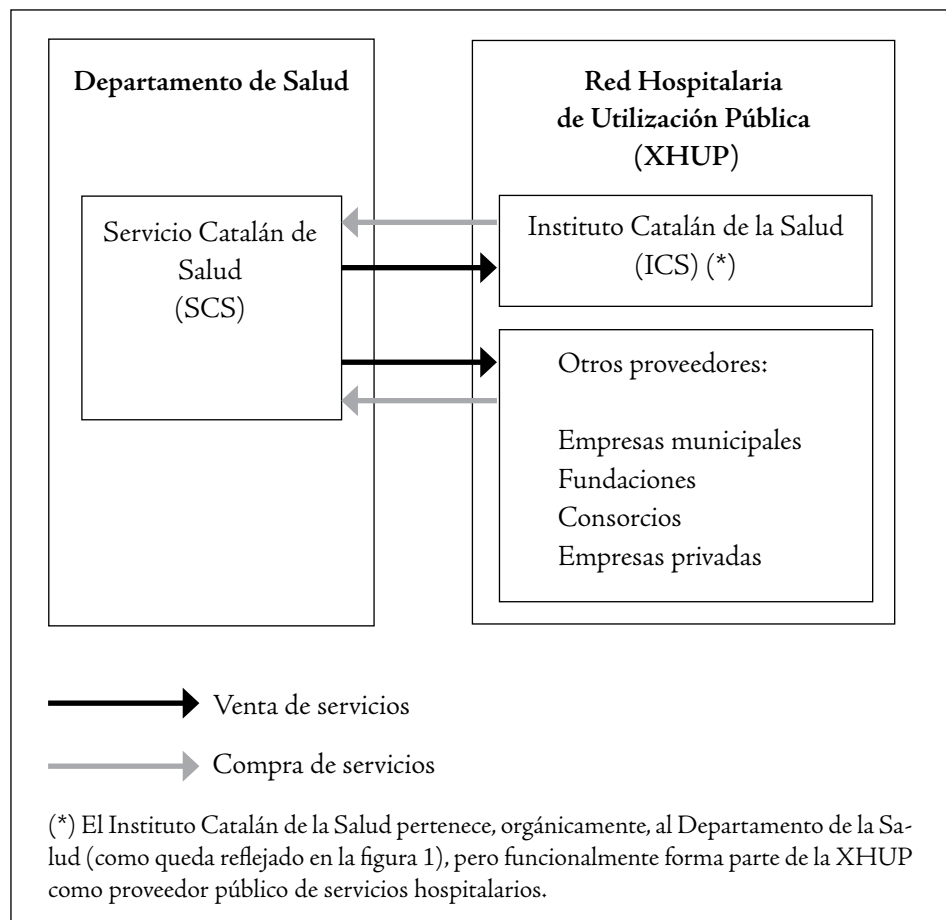 Departamento de Salud
Red Hospitalaria
de Utilización Pública
(XHUP)
Servicio Catalán de
Salud
(SCS)
Instituto Catalán de la Salud
(ICS) (*)
Otros proveedores:
Empresas municipales
Fundaciones
Consorcios
Empresas privadas
Venta de servicios
Compra de servicios
(*) El Instituto Catalán de la Salud pertenece, orgánicamente, al Departamento de la Sa-
lud (como queda reflejado en la figura 1), pero funcionalmente forma parte de la XHUP
como proveedor público de servicios hospitalarios.